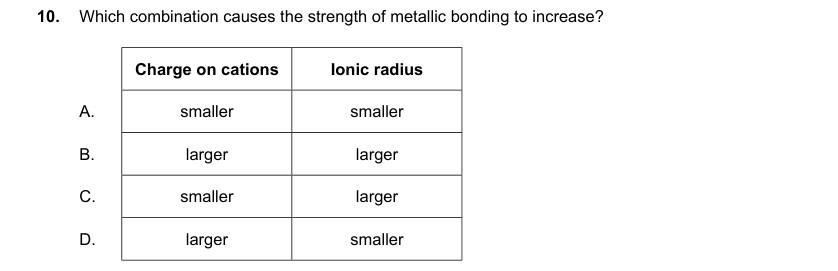 10. Which combination causes the strength of metallic bonding to increase?
Charge on cations Ionic radius
A. smaller smaller
B. larger larger
C. smaller larger
D. larger smaller